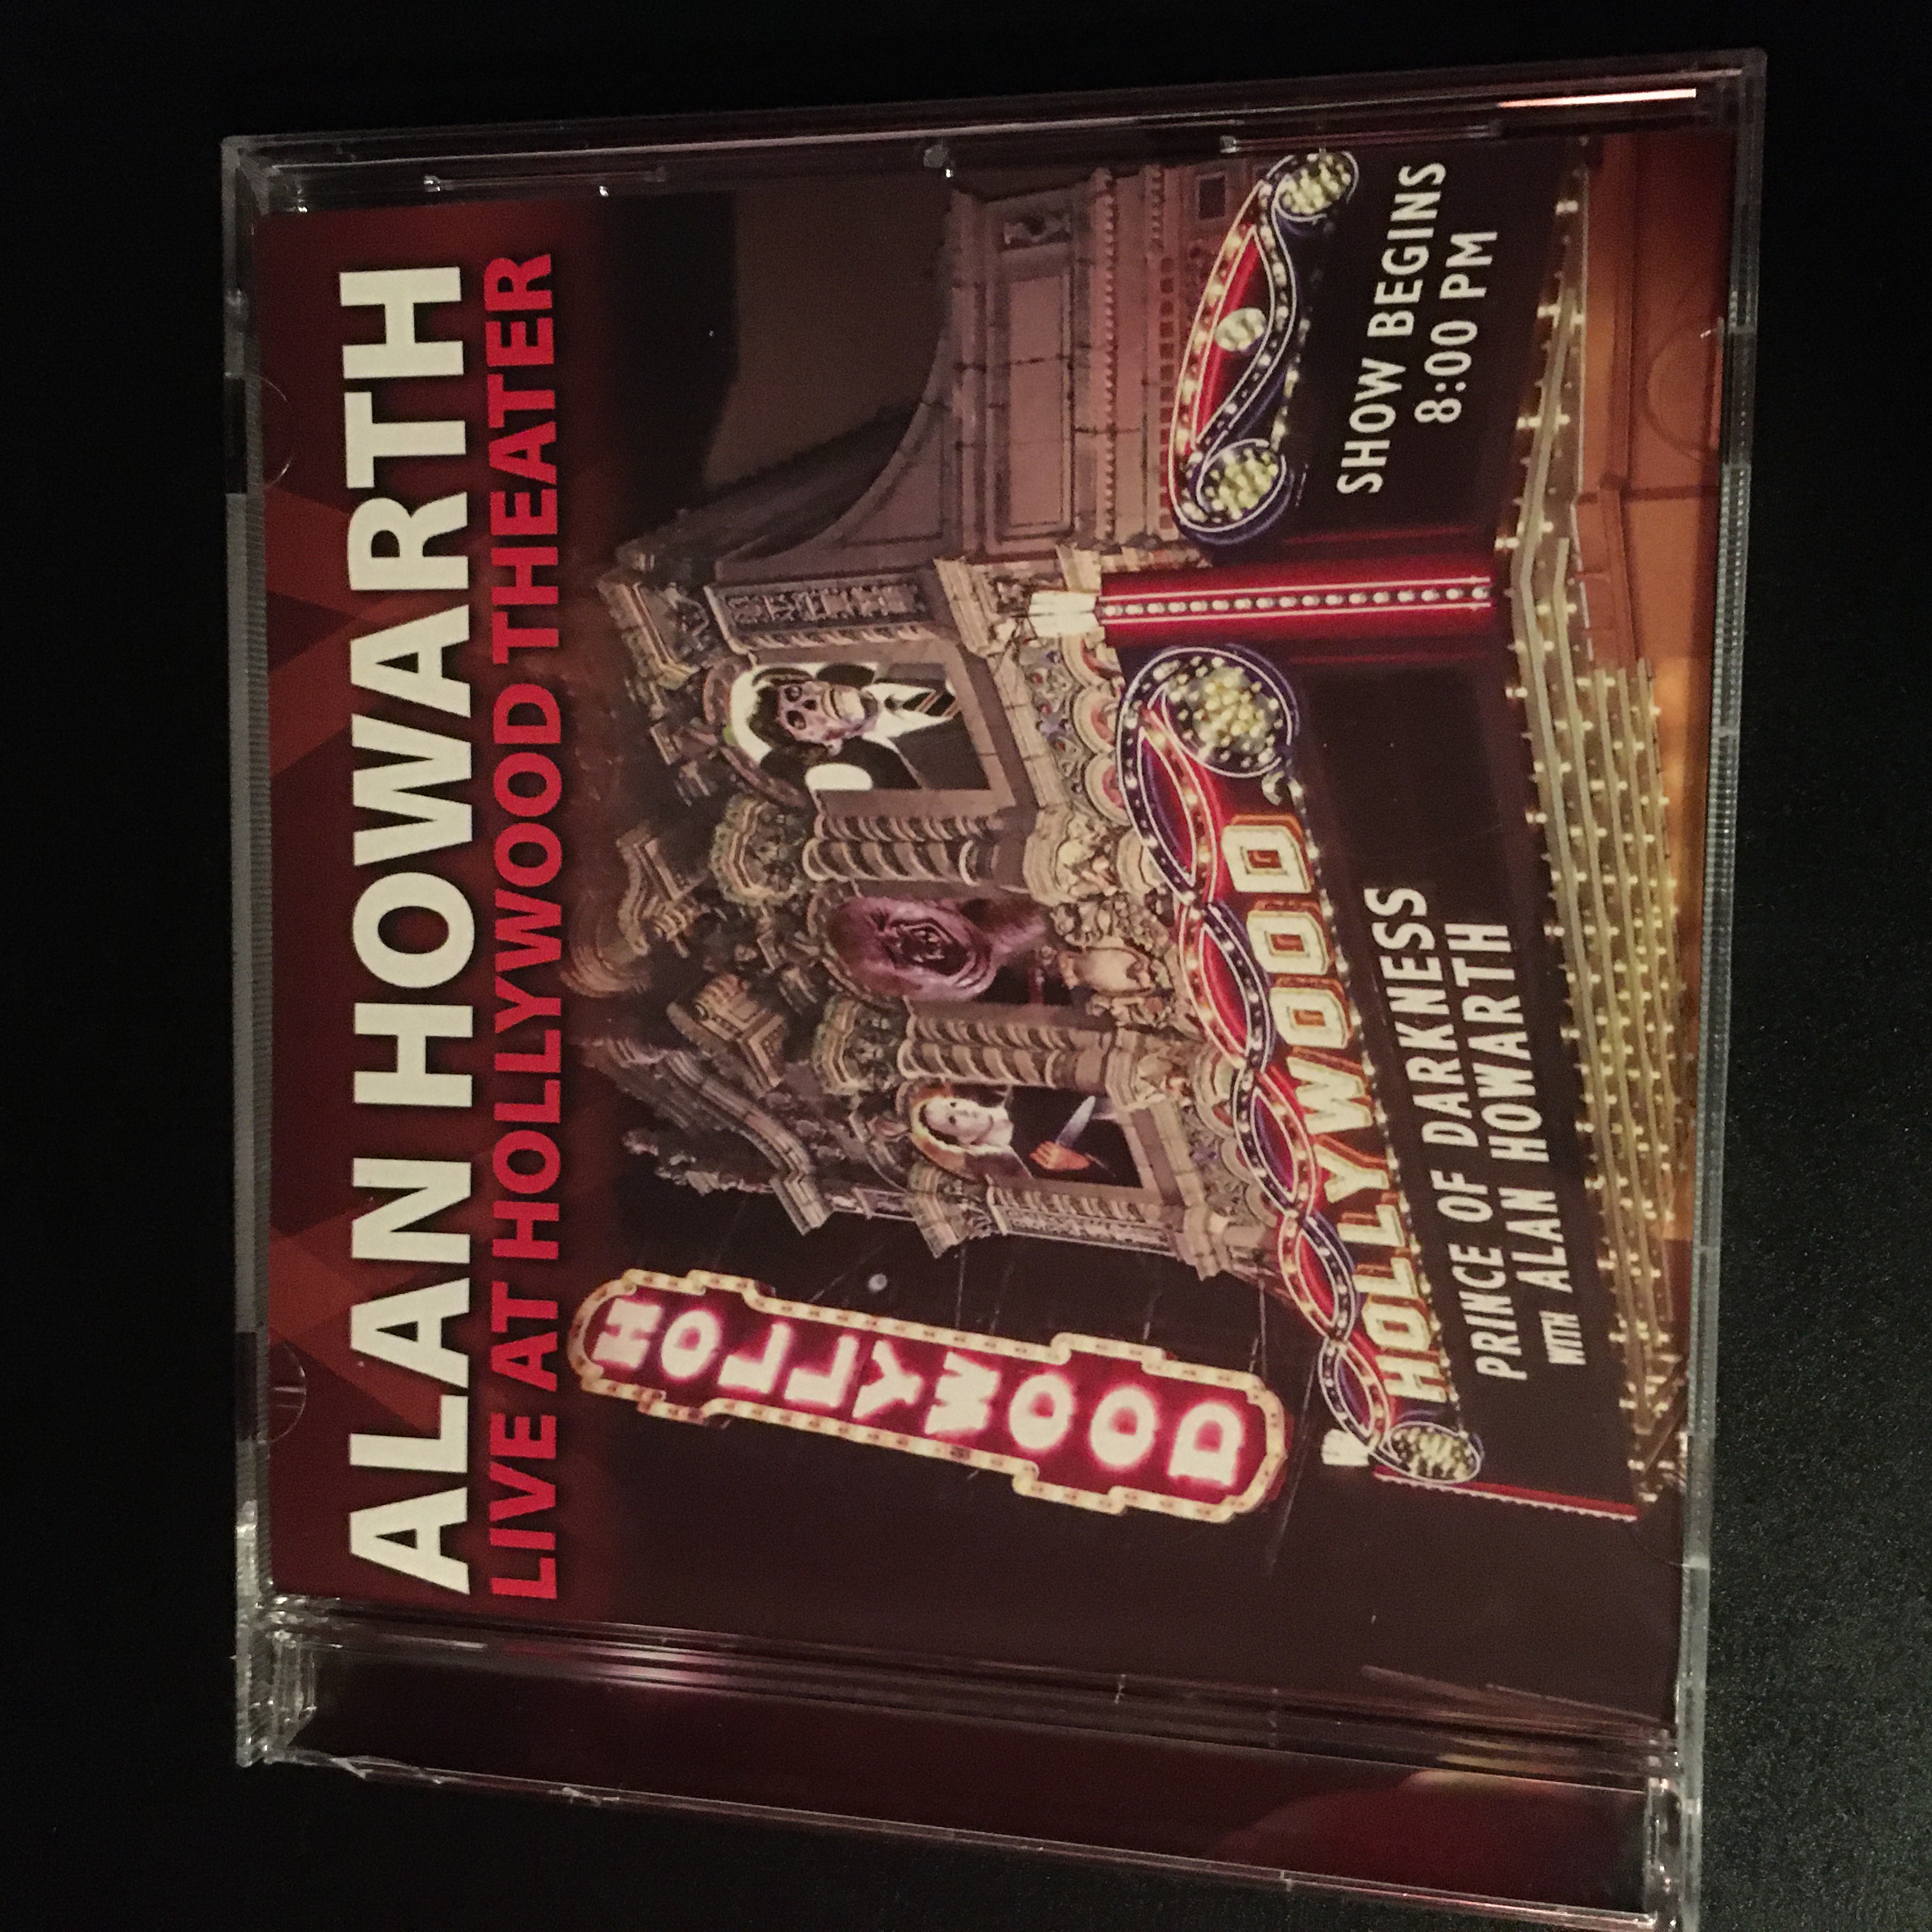 ALAN HOWARTH
LIVE AT HOLLYWOOD THEATER
HOLLYWOOD
HOLLYWOOD
PRINCE OF DARKNESS
WITH ALAN HOWARTH
SHOW BEGINS
8:00 PM